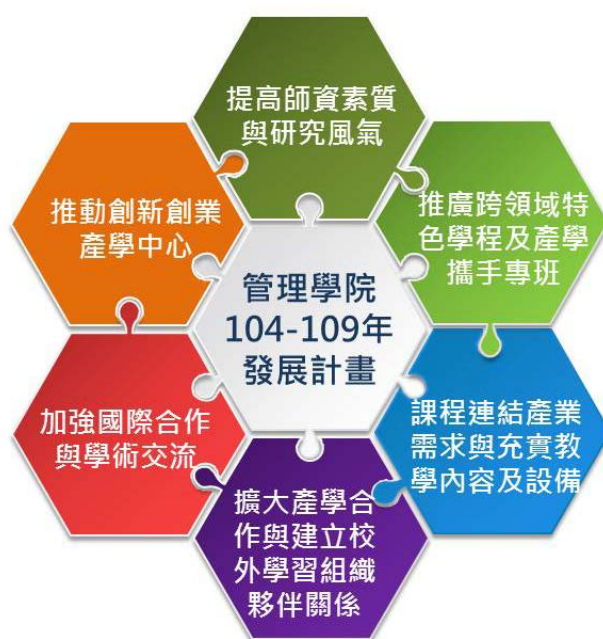 提高師資素質
與研究風氣
推動創新創業
產學中心
推廣跨領域特
色學程及產學
攜手專班
管理學院
104-109年
發展計畫
加強國際合作
與學術交流
課程連結產業
需求與充實教
學內容及設備
擴大產學合
作與建立校
外學習組織
夥伴關係